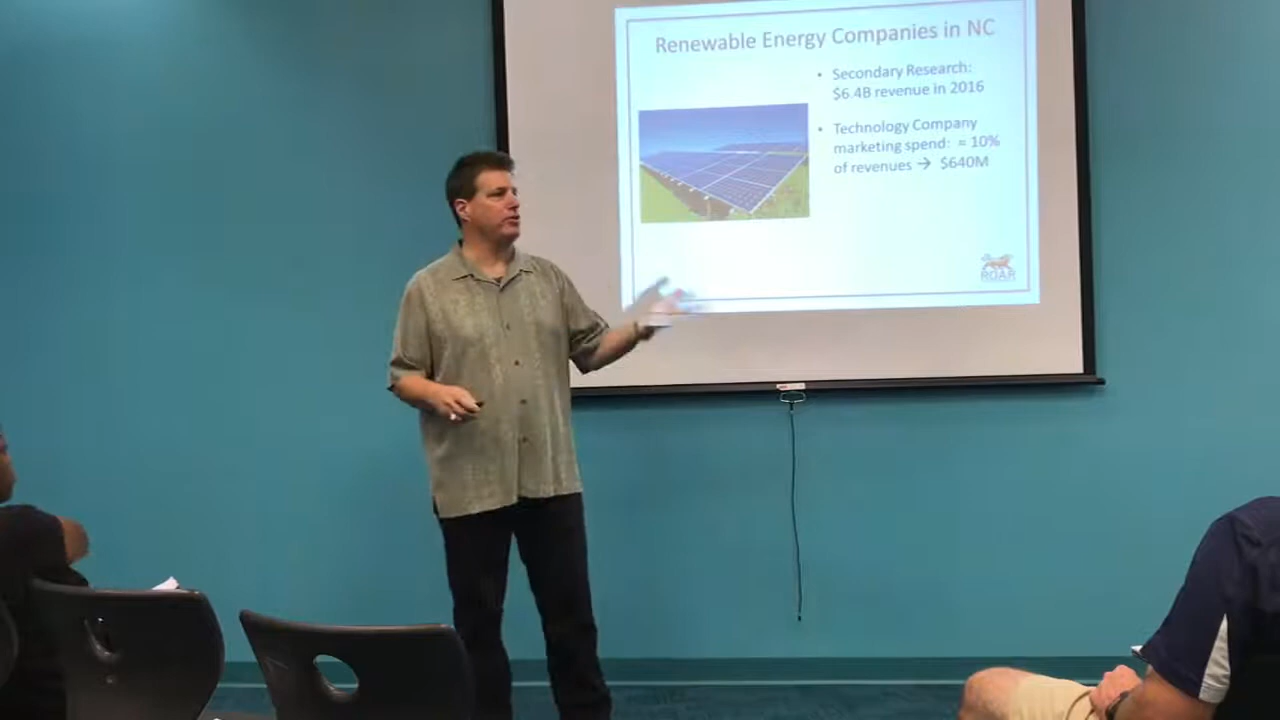 Renewable Energy Companies in NC
• Secondary Research:
$6.4B revenue in 2016
• Technology Company
marketing spend: ≈ 10%
of revenues → $640M
ROAR